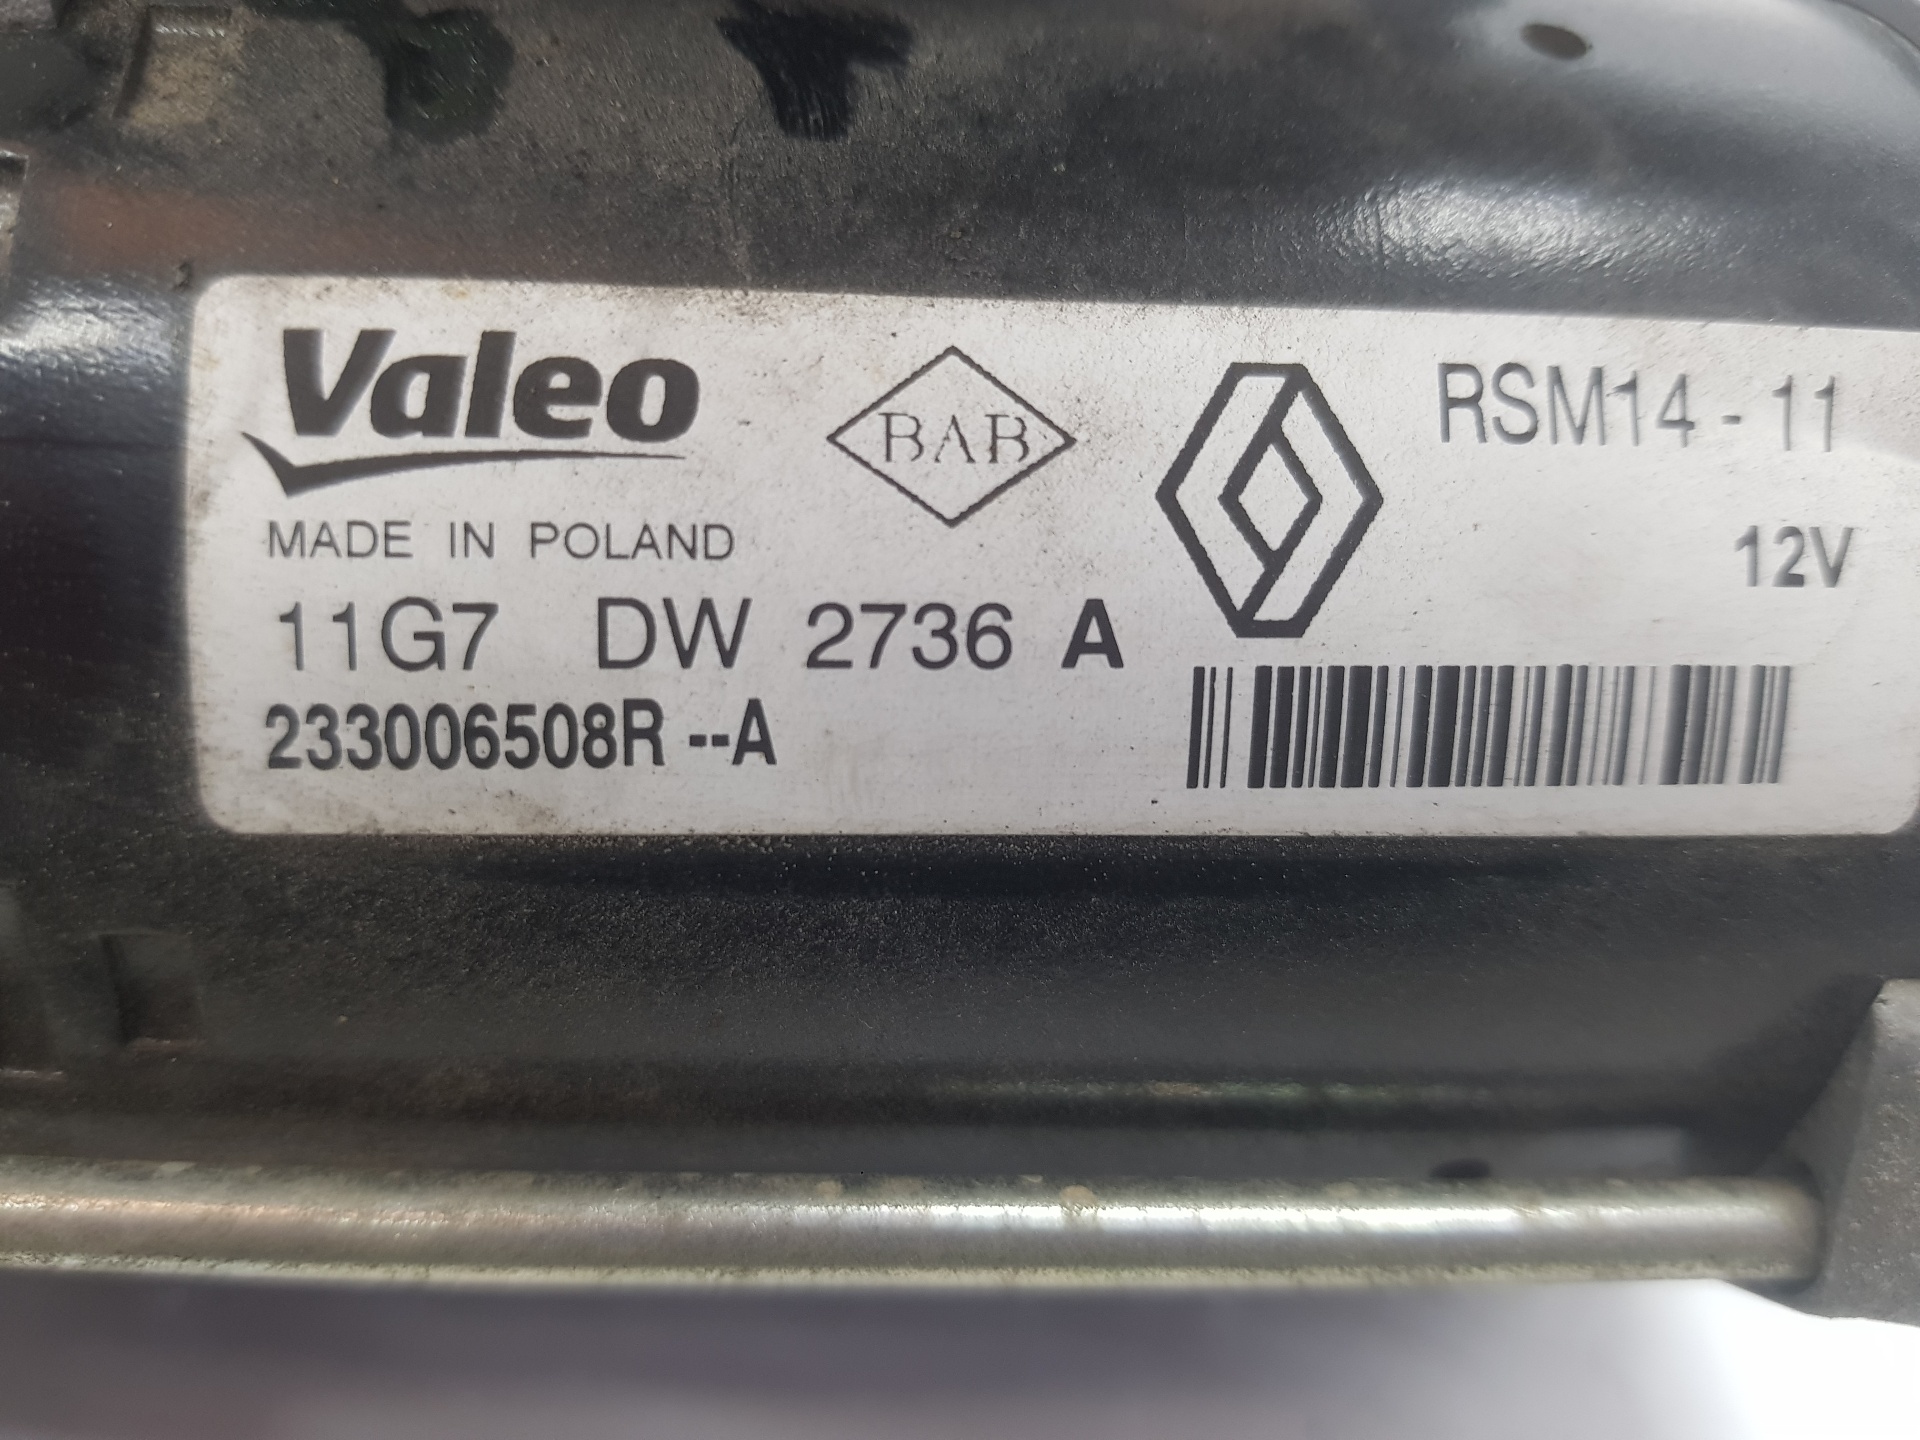 Valeo
BAB
RSM14 - 11
12V
MADE IN POLAND
11G7 DW 2736 A
233006508R --A